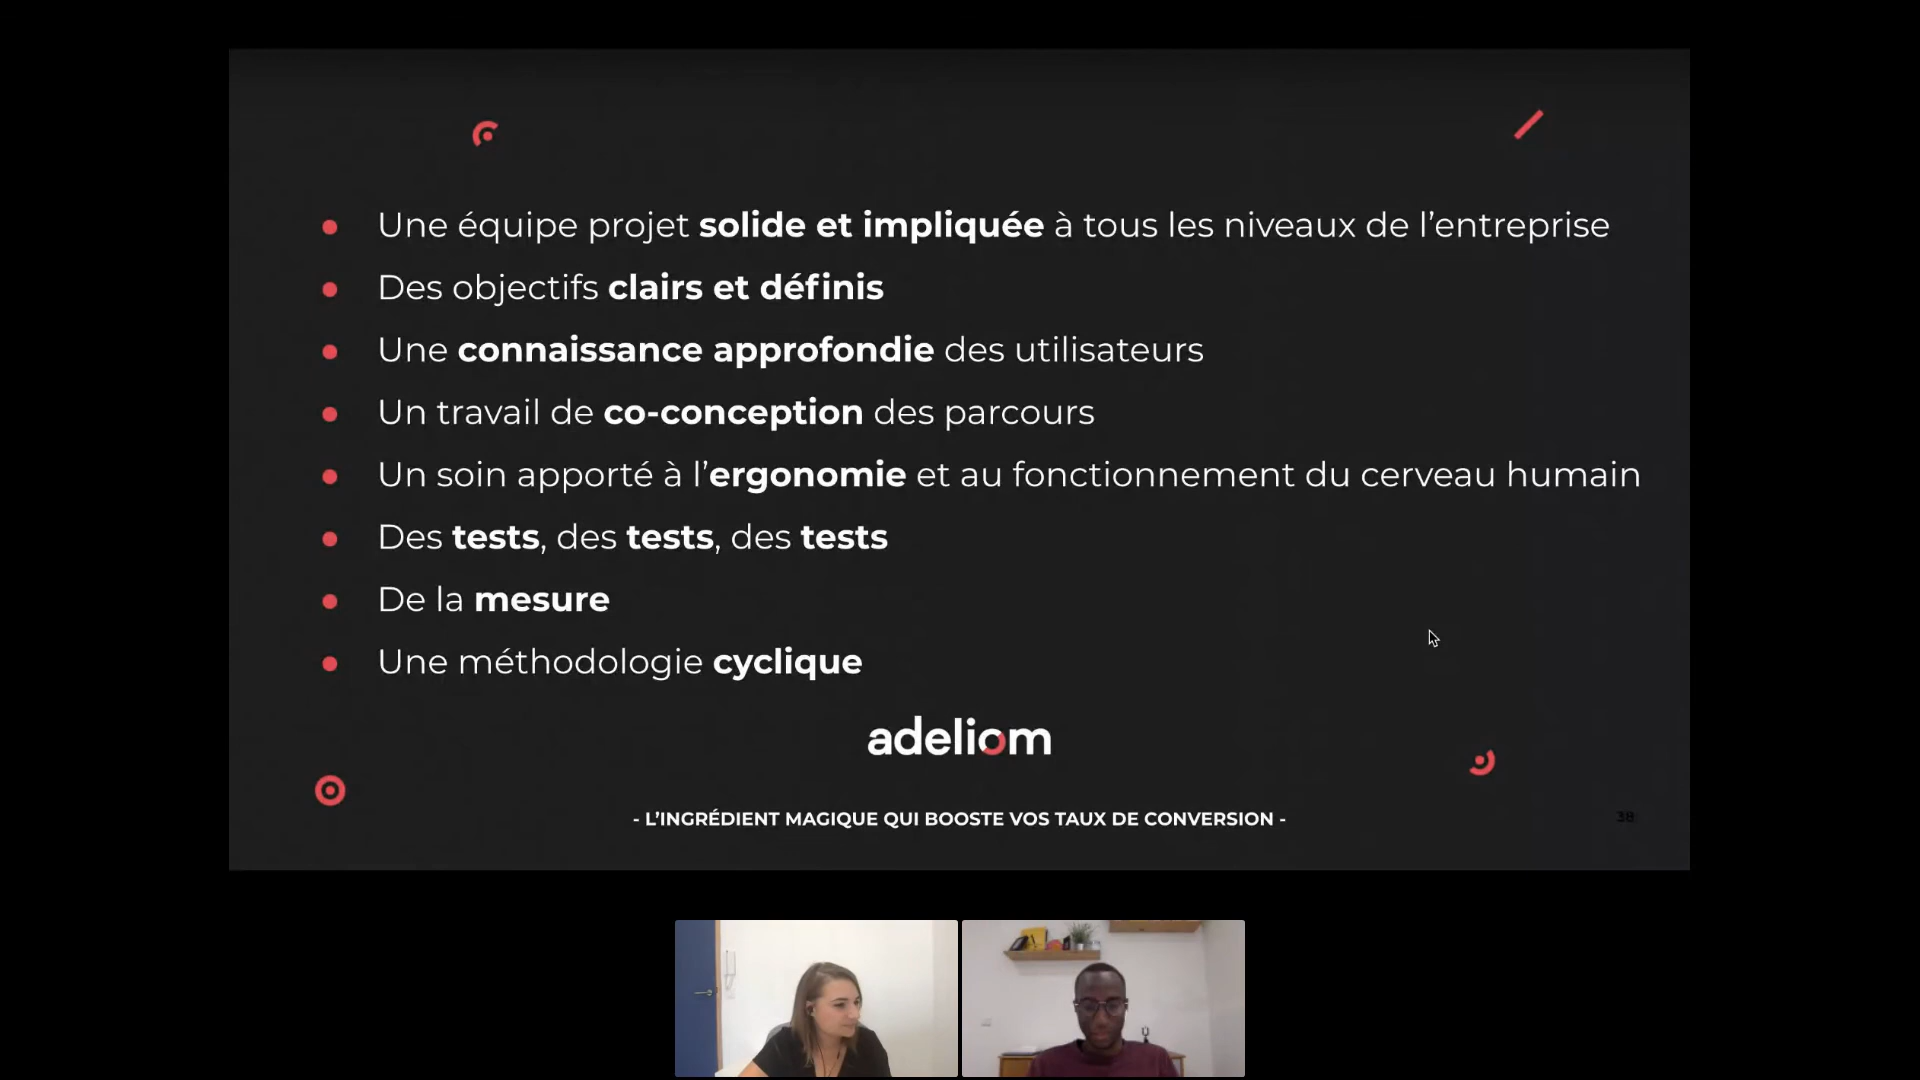 Une équipe projet solide et impliquée à tous les niveaux de l’entreprise
Des objectifs clairs et définis
Une connaissance approfondie des utilisateurs
Un travail de co-conception des parcours
Un soin apporté à l’ergonomie et au fonctionnement du cerveau humain
Des tests, des tests, des tests
De la mesure
Une méthodologie cyclique
adeliom
- L’INGRÉDIENT MAGIQUE QUI BOOSTE VOS TAUX DE CONVERSION -
38